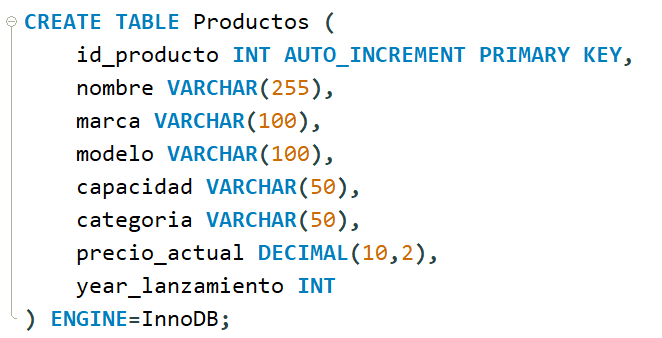 CREATE TABLE Productos (
    id_producto INT AUTO_INCREMENT PRIMARY KEY,
    nombre VARCHAR(255),
    marca VARCHAR(100),
    modelo VARCHAR(100),
    capacidad VARCHAR(50),
    categoria VARCHAR(50),
    precio_actual DECIMAL(10,2),
    year_lanzamiento INT
) ENGINE=InnoDB;